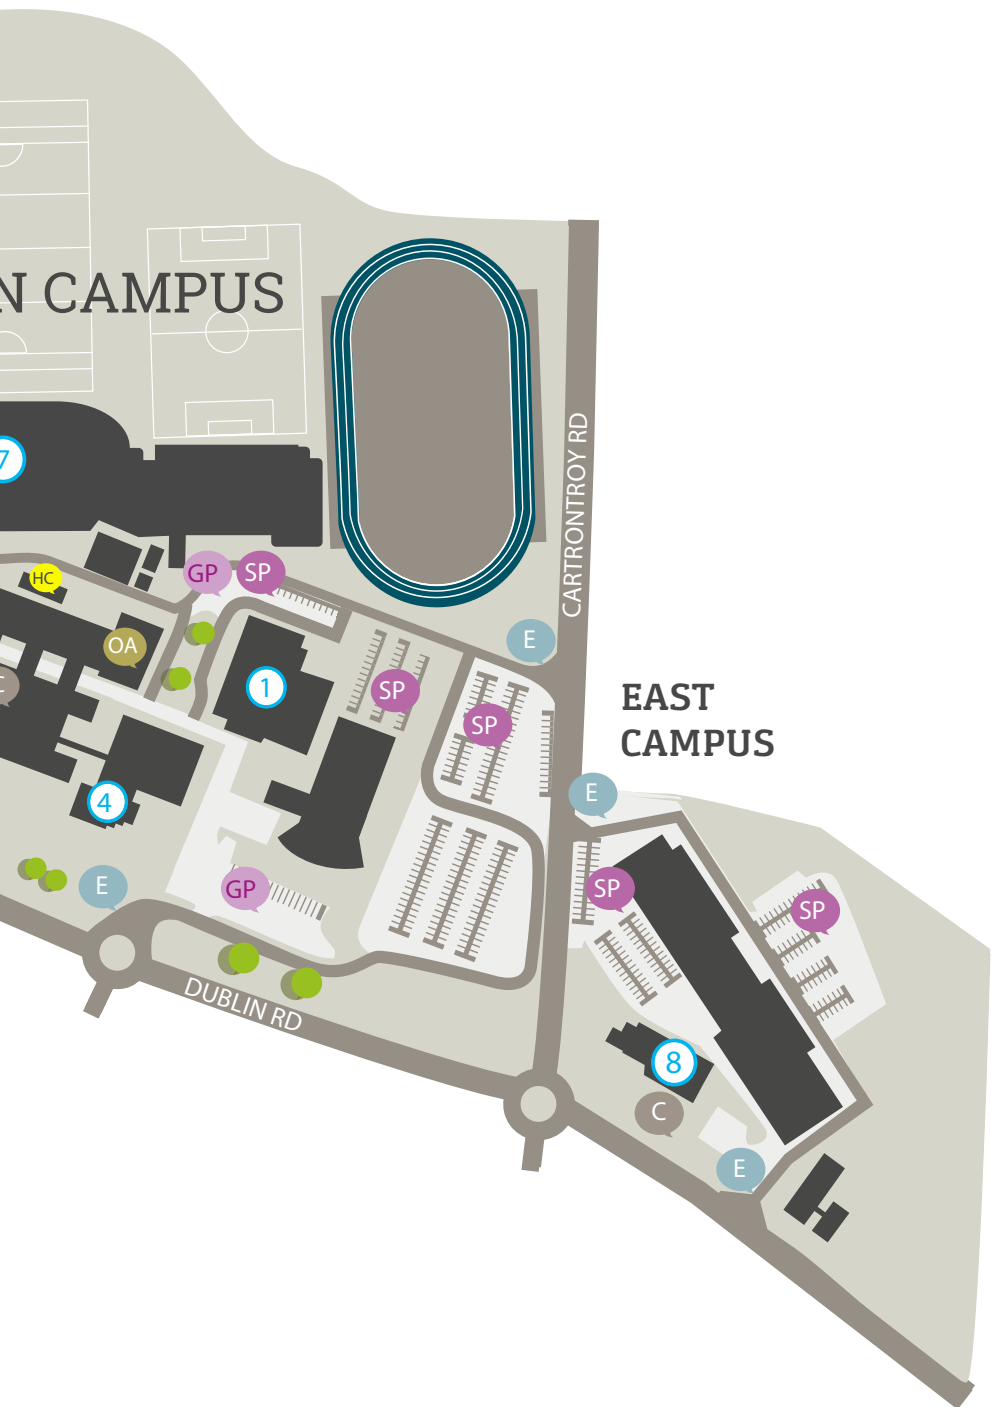 N CAMPUS
CARTRONTROY RD
7
GP
SP
HC
OA
E
C
1
SP
SP
EAST
CAMPUS
4
E
E
GP
SP
SP
DUBLIN RD
8
C
E